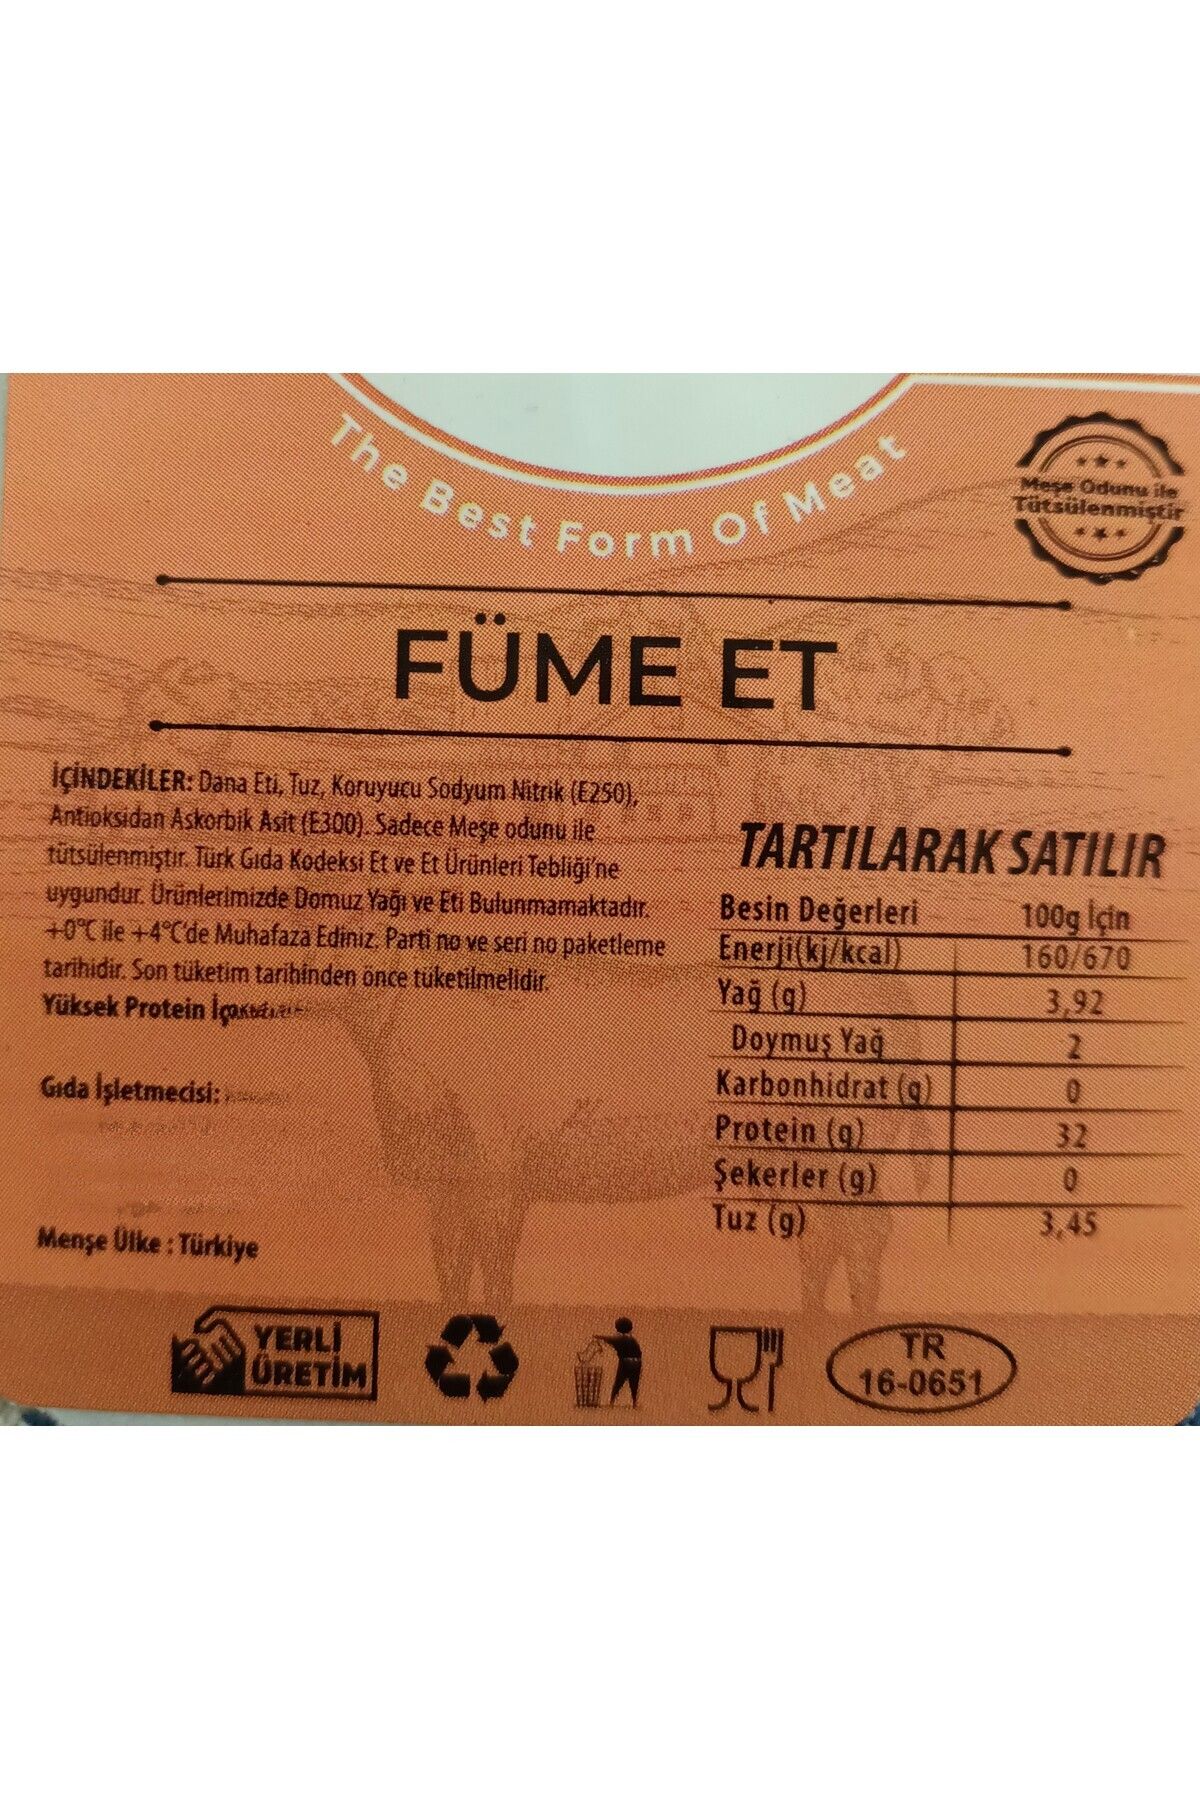 The Best Form Of Meat
Meşe Odunu ile
Tütsülenmiştir
FÜME ET
İÇİNDEKİLER: Dana Eti, Tuz, Koruyucu Sodyum Nitrik (E250),
Antioksidan Askorbik Asit (E300). Sadece Meşe odunu ile
tütsülenmiştir. Türk Gıda Kodeksi Et ve Et Ürünleri Tebliği'ne
uygundur. Ürünlerimizde Domuz Yağı ve Eti Bulunmamaktadır.
+0°C ile +4°C'de Muhafaza Ediniz. Parti no ve seri no paketleme
tarihidir. Son tüketim tarihinden önce tüketilmelidir.
Yüksek Protein
Gıda İşletmecisi:
Menşe Ülke : Türkiye
TARTILARAK SATILIR
Besin Değerleri 100g İçin
Enerji(kj/kcal) 160/670
Yağ (g) 3,92
Doymuş Yağ 2
Karbonhidrat (g) 0
Protein (g) 32
Şekerler (g) 0
Tuz (g) 3,45
YERLİ
ÜRETİM
TR
16-0651